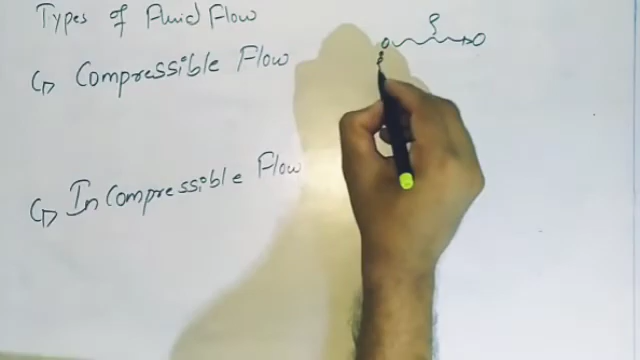 Types of Fluid Flow
Compressible Flow
InCompressible Flow